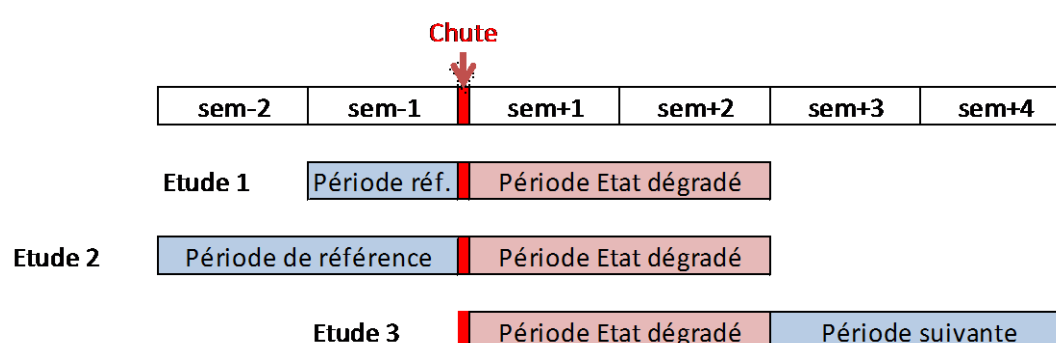 Chute
sem-2 sem-1 sem+1 sem+2 sem+3 sem+4
Etude 1 Période réf. Période Etat dégradé
Etude 2 Période de référence Période Etat dégradé
Etude 3 Période Etat dégradé Période suivante